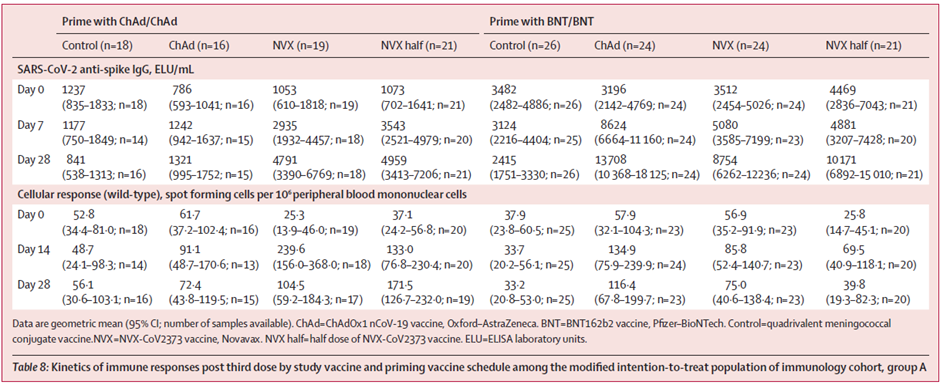 Prime with ChAd/ChAd Prime with BNT/BNT
Control (n=18) ChAd (n=16) NVX (n=19) NVX half (n=21) Control (n=26) ChAd (n=24) NVX (n=24) NVX half (n=21)
SARS-CoV-2 anti-spike IgG, ELU/mL
Day 0 1237 786 1053 1073 3482 3196 3512 4469
(835–1833; n=18) (593–1041; n=16) (610–1818; n=19) (702–1641; n=21) (2482–4886; n=26) (2142–4769; n=24) (2454–5026; n=24) (2836–7043; n=21)
Day 7 1177 1242 2935 3543 3124 8624 5080 4881
(750–1849; n=14) (942–1637; n=15) (1932–4457; n=18) (2521–4979; n=20) (2216–4404; n=25) (6664–11 160; n=24) (3585–7199; n=23) (3207–7428; n=20)
Day 28 841 1321 4791 4959 2415 13708 8754 10 171
(538–1313; n=16) (995–1752; n=15) (3390–6769; n=18) (3413–7206; n=21) (1751–3330; n=26) (10 368–18 125; n=24) (6262–12236; n=24) (6892–15 010; n=21)
Cellular response (wild-type), spot forming cells per 10⁶ peripheral blood mononuclear cells
Day 0 52·8 61·7 25·3 37·1 37·9 57·9 56·9 25·8
(34·4–81·0; n=18) (37·2–102·4; n=16) (13·9–46·0; n=19) (24·2–56·8; n=20) (23·8–60·5; n=25) (32·1–104·3; n=23) (35·2–91·9; n=23) (14·7–45·1; n=20)
Day 14 48·7 91·1 239·6 133·0 33·7 134·9 85·8 69·5
(24·1–98·3; n=14) (48·7–170·6; n=13) (156·0–368·0; n=18) (76·8–230·4; n=20) (20·2–56·1; n=25) (75·9–239·9; n=24) (52·4–140·7; n=23) (40·9–118·1; n=20)
Day 28 56·1 72·4 104·5 171·5 33·2 116·4 75·0 39·8
(30·6–103·1; n=16) (43·8–119·5; n=15) (59·2–184·3; n=17) (126·7–232·0; n=19) (20·8–53·0; n=25) (67·8–199·7; n=23) (40·6–138·4; n=23) (19·3–82·3; n=20)
Data are geometric mean (95% CI; number of samples available). ChAd=ChAdOx1 nCoV-19 vaccine, Oxford–AstraZeneca. BNT=BNT162b2 vaccine, Pfizer–BioNTech. Control=quadrivalent meningococcal
conjugate vaccine.NVX=NVX-CoV2373 vaccine, Novavax. NVX half=half dose of NVX-CoV2373 vaccine. ELU=ELISA laboratory units.
Table 8: Kinetics of immune responses post third dose by study vaccine and priming vaccine schedule among the modified intention-to-treat population of immunology cohort, group A